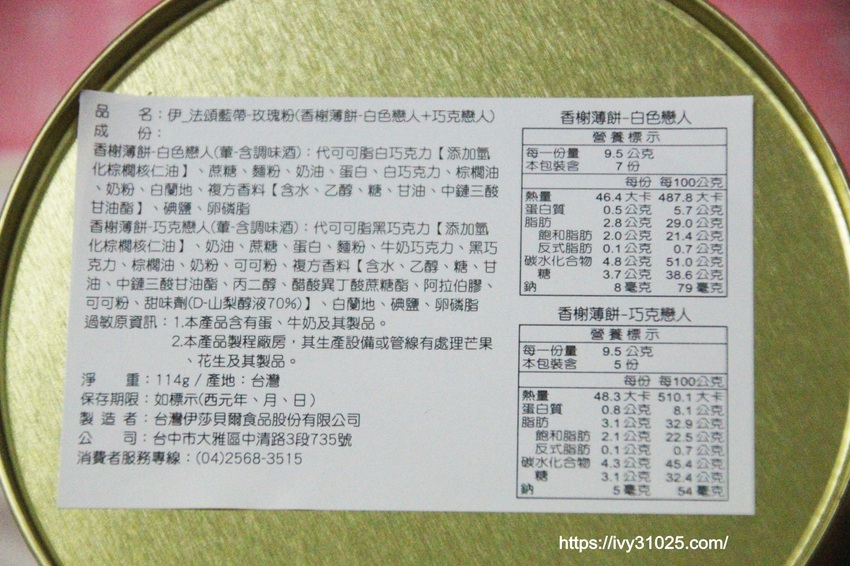 品　　名：伊_法頌藍帶-玫瑰粉(香榭薄餅-白色戀人+巧克戀人)
成　　份：
香榭薄餅-白色戀人(葷-含調味酒)：代可可脂白巧克力【添加氫
化棕櫚核仁油】、蔗糖、麵粉、奶油、蛋白、白巧克力、棕櫚油
、奶粉、白蘭地、複方香料【含水、乙醇、糖、甘油、中鏈三酸
甘油酯】、碘鹽、卵磷脂
香榭薄餅-巧克戀人(葷-含調味酒)：代可可脂黑巧克力【添加氫
化棕櫚核仁油】、奶油、蔗糖、蛋白、麵粉、牛奶巧克力、黑巧
克力、棕櫚油、奶粉、可可粉、複方香料【含水、乙醇、糖、甘
油、中鏈三酸甘油酯、丙二醇、醋酸異丁酸蔗糖酯、阿拉伯膠、
可可粉、甜味劑(D-山梨醇液70%)】、白蘭地、碘鹽、卵磷脂
過敏原資訊：1.本產品含有蛋、牛奶及其製品。
2.本產品製程廠房，其生產設備或管線有處理芒果
、花生及其製品。
淨　　重：114g / 產地：台灣
保存期限：如標示(西元年、月、日)
製 造 者：台灣伊莎貝爾食品股份有限公司
公　　司：台中市大雅區中清路3段735號
消費者服務專線：(04)2568-3515
香榭薄餅-白色戀人
營養標示
每一份量 9.5 公克
本包裝含 7 份
每份 每100公克
熱量 46.4 大卡 487.8 大卡
蛋白質 0.5 公克 5.7 公克
脂肪 2.8 公克 29.0 公克
飽和脂肪 2.0 公克 21.4 公克
反式脂肪 0.1 公克 0.7 公克
碳水化合物 4.8 公克 51.0 公克
糖 3.7 公克 38.6 公克
鈉 8 毫克 79 毫克
香榭薄餅-巧克戀人
營養標示
每一份量 9.5 公克
本包裝含 5 份
每份 每100公克
熱量 48.3 大卡 510.1 大卡
蛋白質 0.8 公克 8.1 公克
脂肪 3.1 公克 32.9 公克
飽和脂肪 2.1 公克 22.5 公克
反式脂肪 0.1 公克 0.7 公克
碳水化合物 4.3 公克 45.4 公克
糖 3.1 公克 32.4 公克
鈉 5 毫克 54 毫克
https://ivy31025.com/